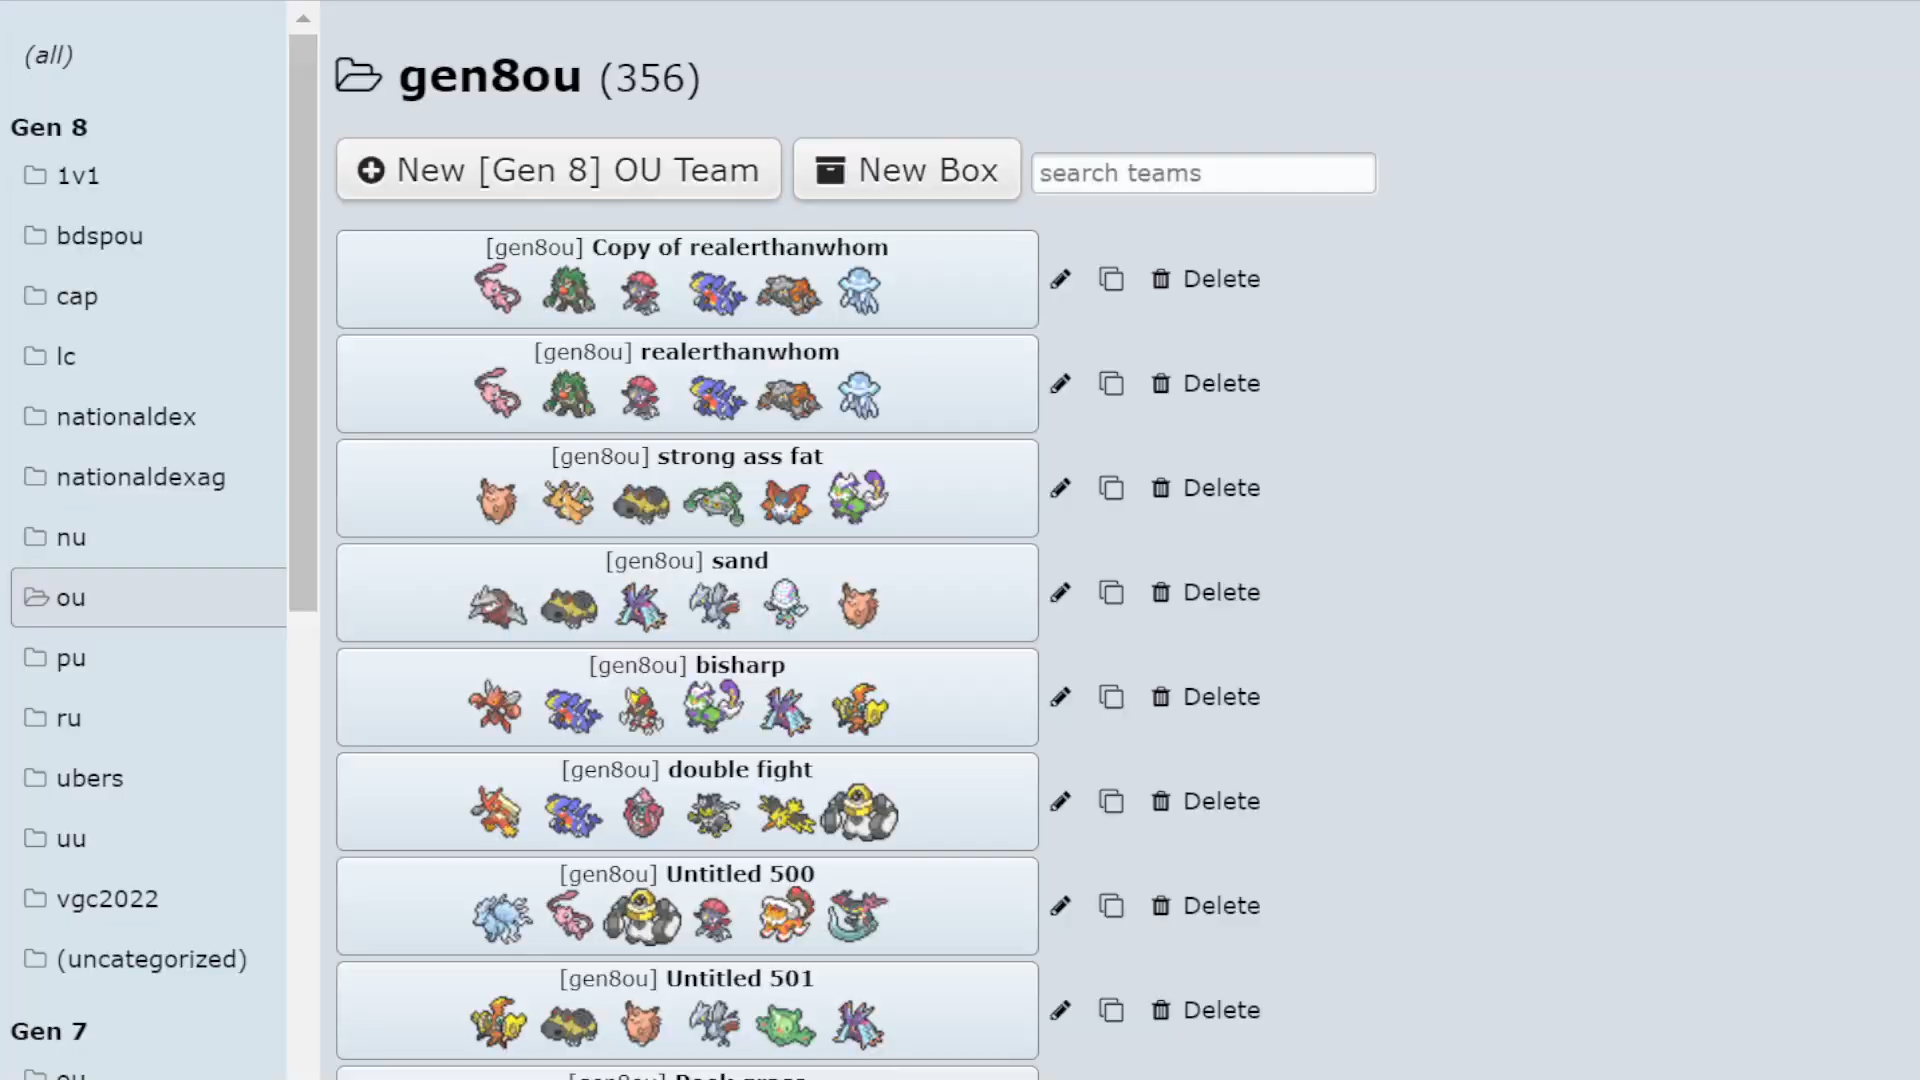 (all)
Gen 8
1v1
bdspou
cap
lc
nationaldex
nationaldexag
nu
ou
pu
ru
ubers
uu
vgc2022
(uncategorized)
Gen 7
ou
gen8ou (356)
New [Gen 8] OU Team
New Box
search teams
[gen8ou] Copy of realerthanwhom
Delete
[gen8ou] realerthanwhom
Delete
[gen8ou] strong ass fat
Delete
[gen8ou] sand
Delete
[gen8ou] bisharp
Delete
[gen8ou] double fight
Delete
[gen8ou] Untitled 500
Delete
[gen8ou] Untitled 501
Delete
[gen8ou]